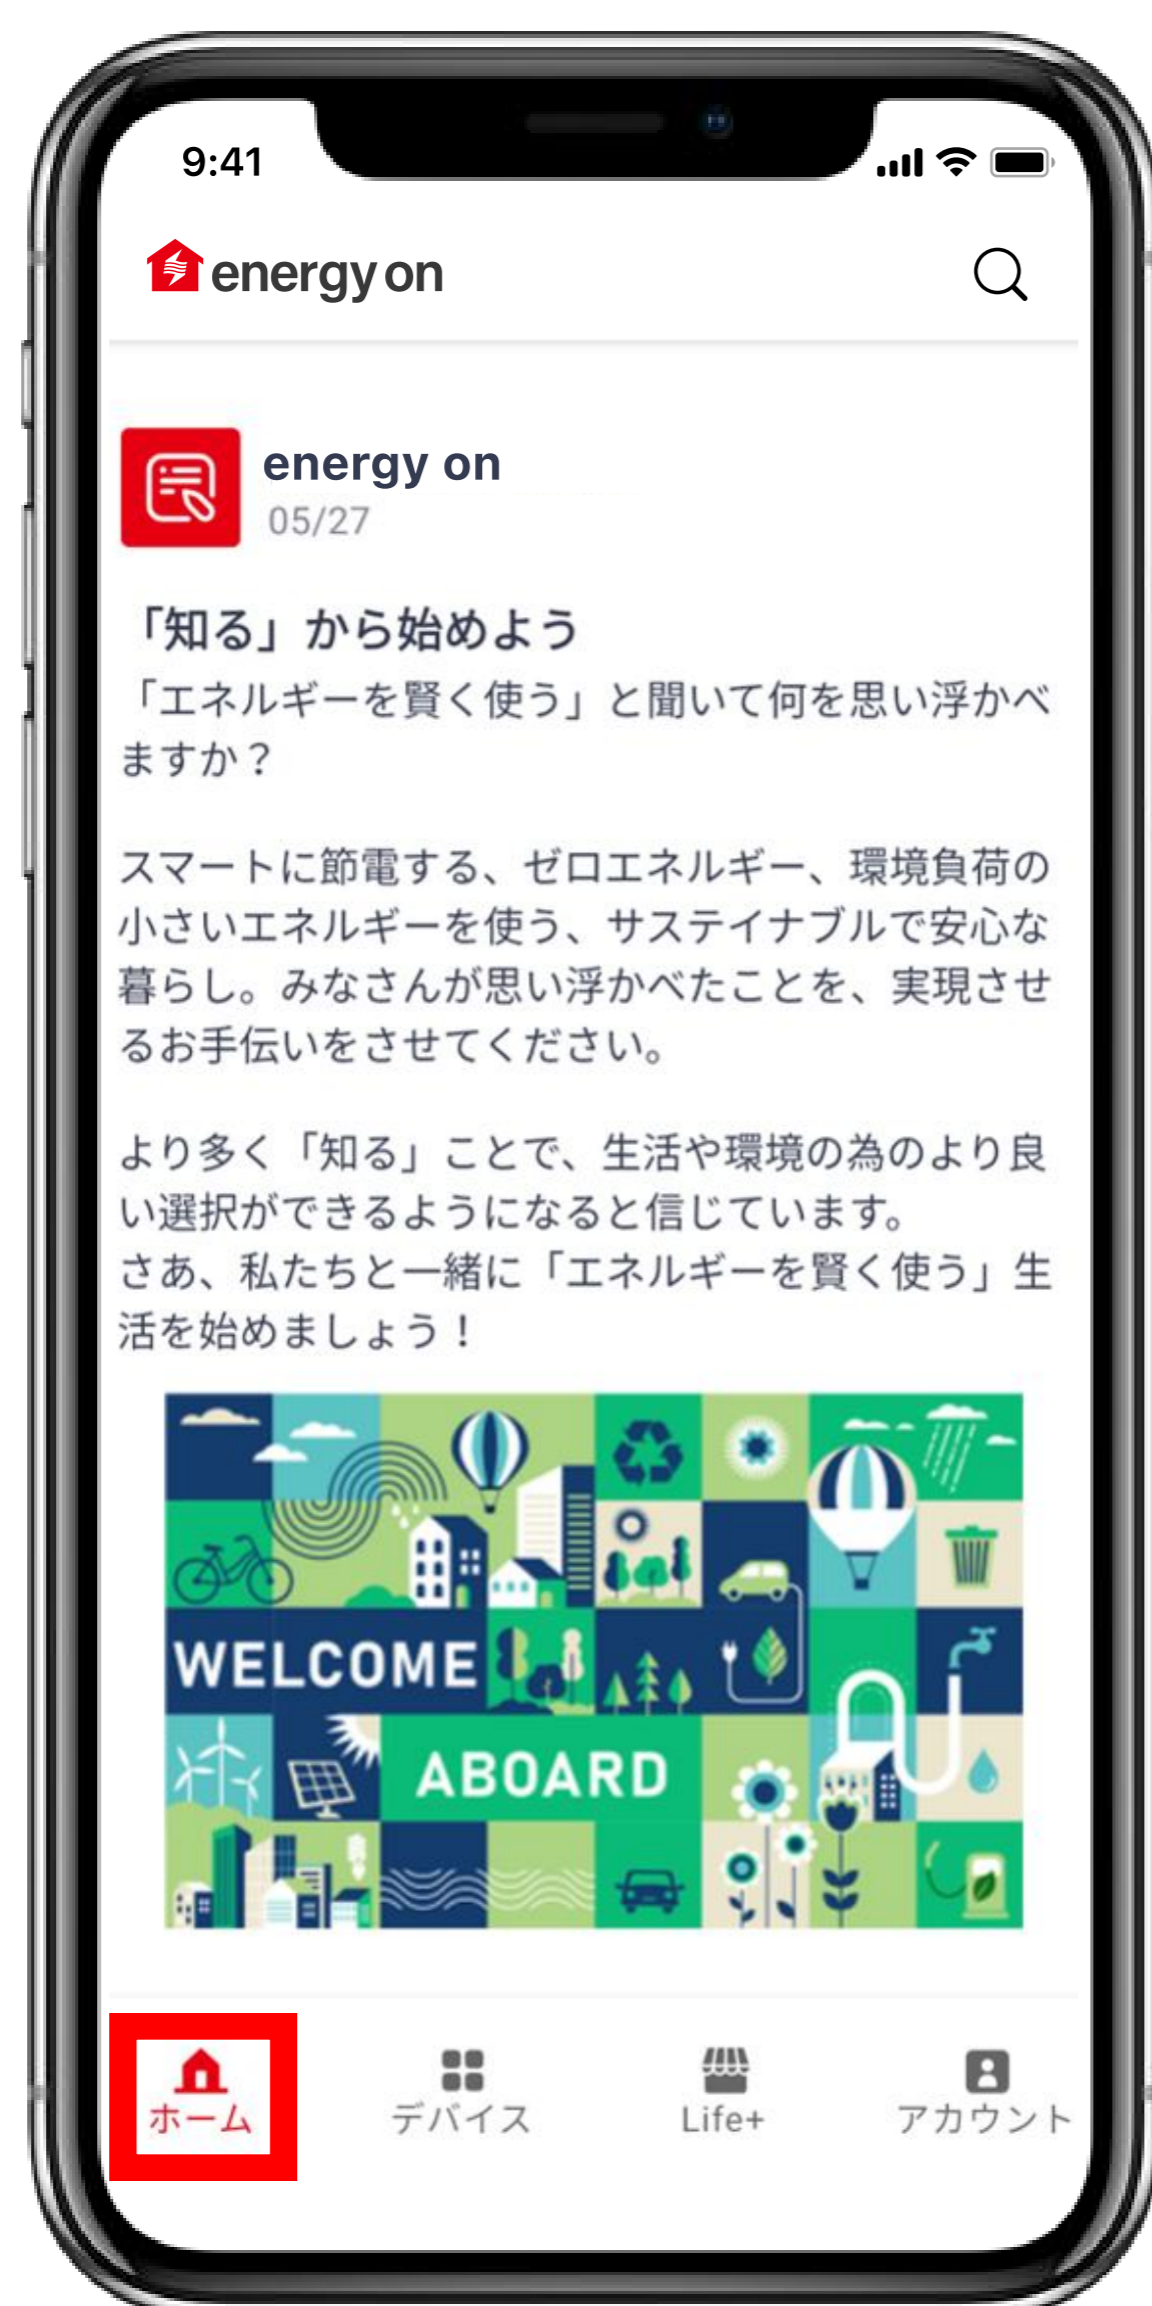 9:41
energy on
energy on
05/27
「知る」から始めよう
「エネルギーを賢く使う」と聞いて何を思い浮かべ
ますか？
スマートに節電する、ゼロエネルギー、環境負荷の
小さいエネルギーを使う、サステイナブルで安心な
暮らし。みなさんが思い浮かべたことを、実現させ
るお手伝いをさせてください。
より多く「知る」ことで、生活や環境の為のより良
い選択ができるようになると信じています。
さあ、私たちと一緒に「エネルギーを賢く使う」生
活を始めましょう！
WELCOME
ABOARD
ホーム
デバイス
Life+
アカウント